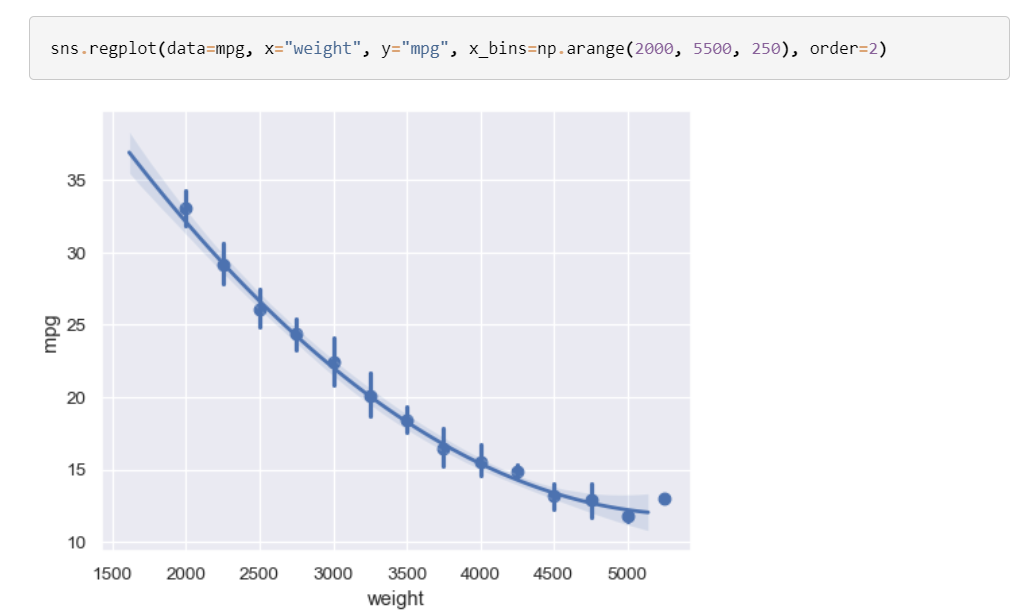 sns.regplot(data=mpg, x="weight", y="mpg", x_bins=np.arange(2000, 5500, 250), order=2)
35
30
25
20
15
10
mpg
1500 2000 2500 3000 3500 4000 4500 5000
weight